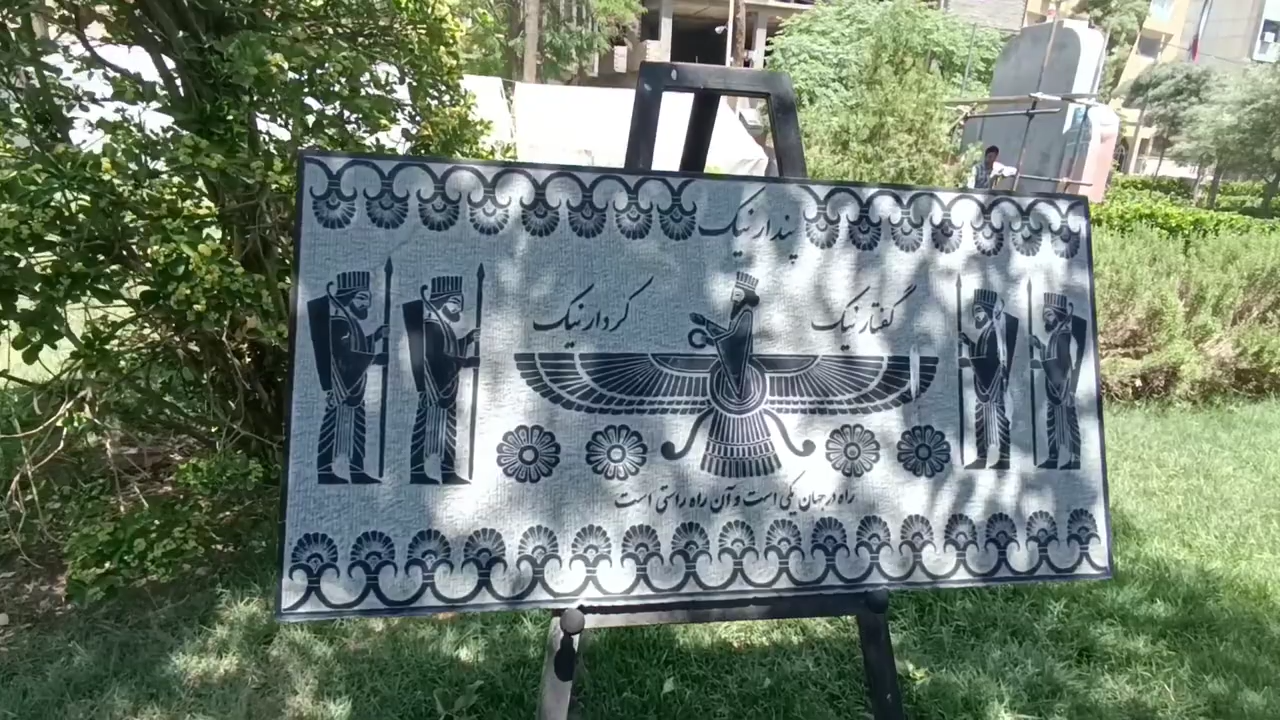 پندار نیک
گفتار نیک
کردار نیک
راه در جهان یکی است و آن راه راستی است